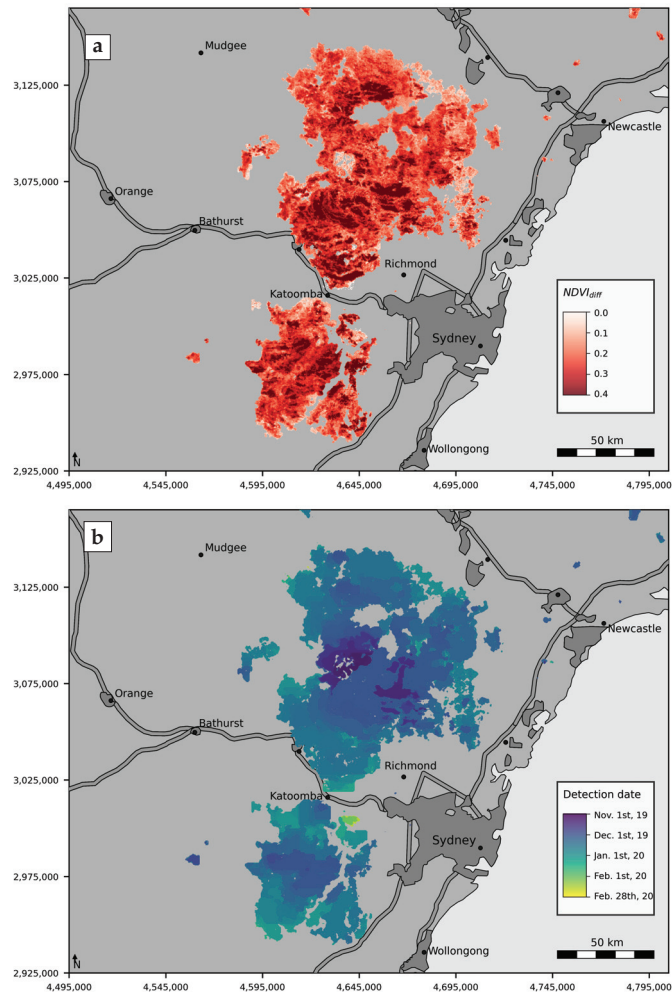 a
Mudgee
3,125,000
Newcastle
3,075,000
Orange
Bathurst
Richmond
3,025,000
Katoomba
NDVIdiff
0.0
0.1
0.2
0.3
0.4
Sydney
2,975,000
50 km
Wollongong
N
2,925,000
4,495,000 4,545,000 4,595,000 4,645,000 4,695,000 4,745,000 4,795,000
b
Mudgee
3,125,000
Newcastle
3,075,000
Orange
Bathurst
Richmond
3,025,000
Katoomba
Detection date
Nov. 1st, 19
Dec. 1st, 19
Jan. 1st, 20
Feb. 1st, 20
Feb. 28th, 20
Sydney
2,975,000
50 km
Wollongong
N
2,925,000
4,495,000 4,545,000 4,595,000 4,645,000 4,695,000 4,745,000 4,795,000